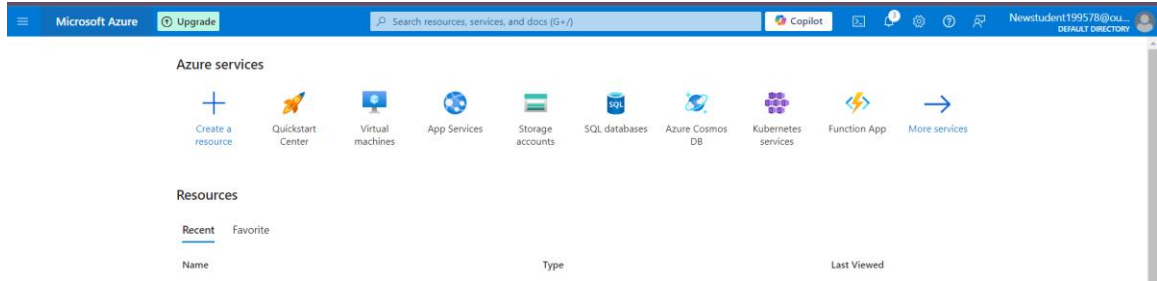 Microsoft Azure Upgrade Search resources, services, and docs (G+/) Copilot Newstudent199578@ou...
DEFAULT DIRECTORY
Azure services
Create a resource
Quickstart Center
Virtual machines
App Services
Storage accounts
SQL databases
Azure Cosmos DB
Kubernetes services
Function App
More services
Resources
Recent Favorite
Name Type Last Viewed